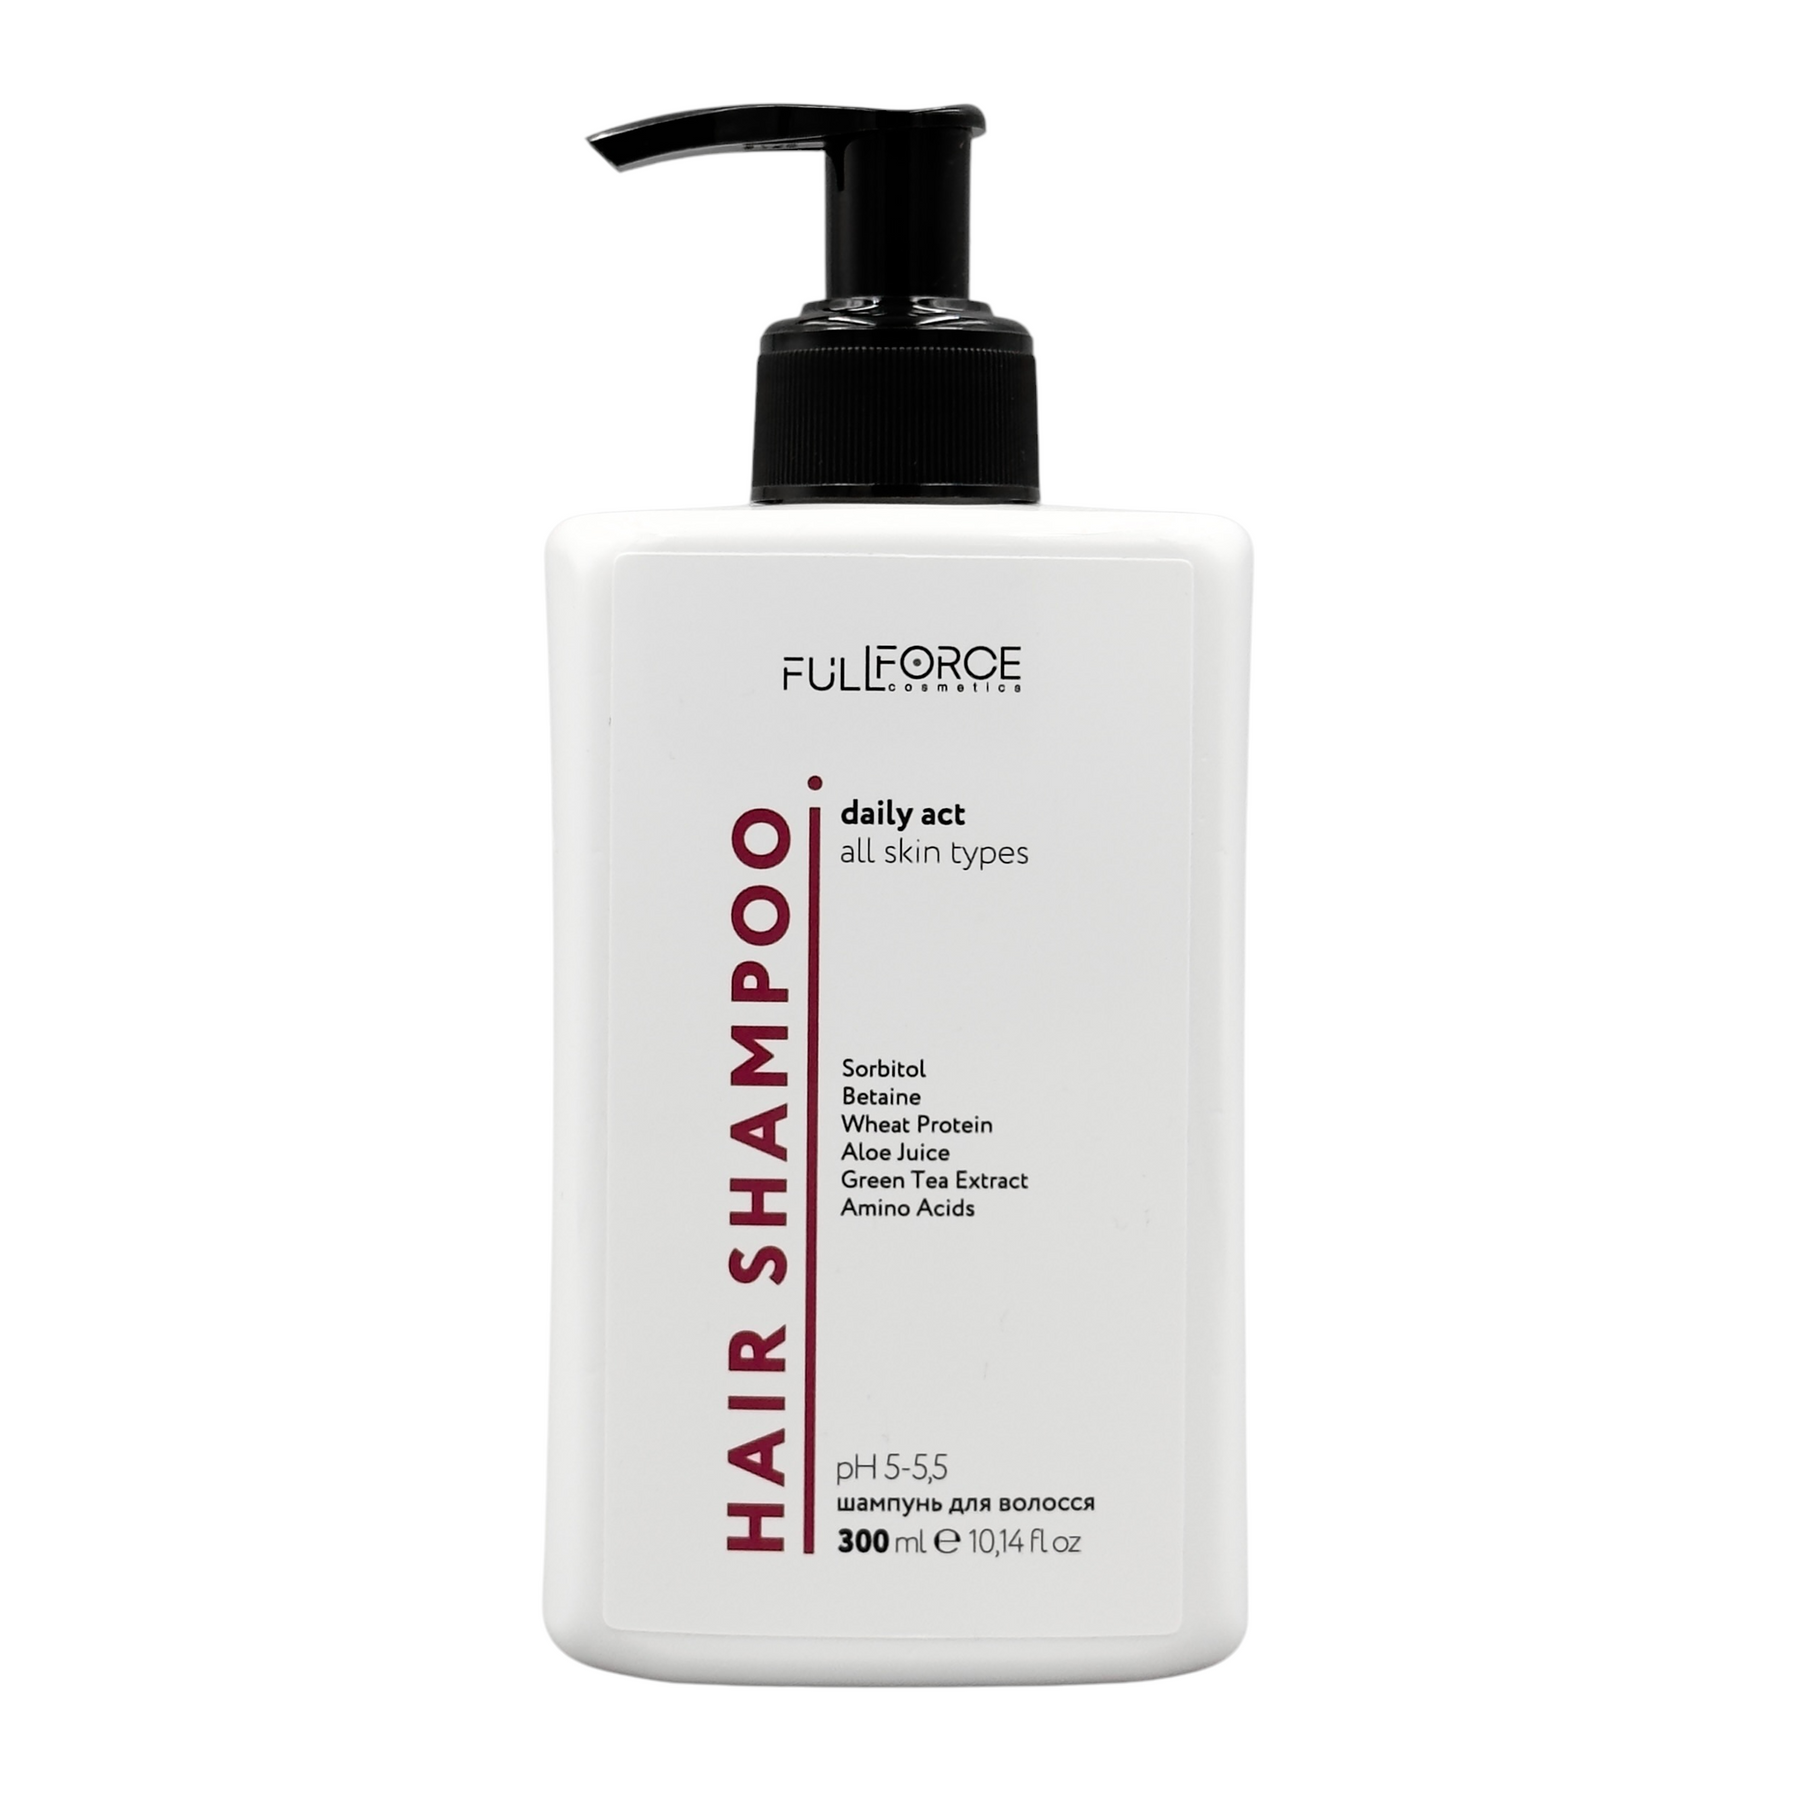 FULLFORCE
cosmetics
HAIR SHAMPOO
daily act
all skin types
Sorbitol
Betaine
Wheat Protein
Aloe Juice
Green Tea Extract
Amino Acids
pH 5-5,5
шампунь для волосся
300 ml ℮ 10,14 fl oz